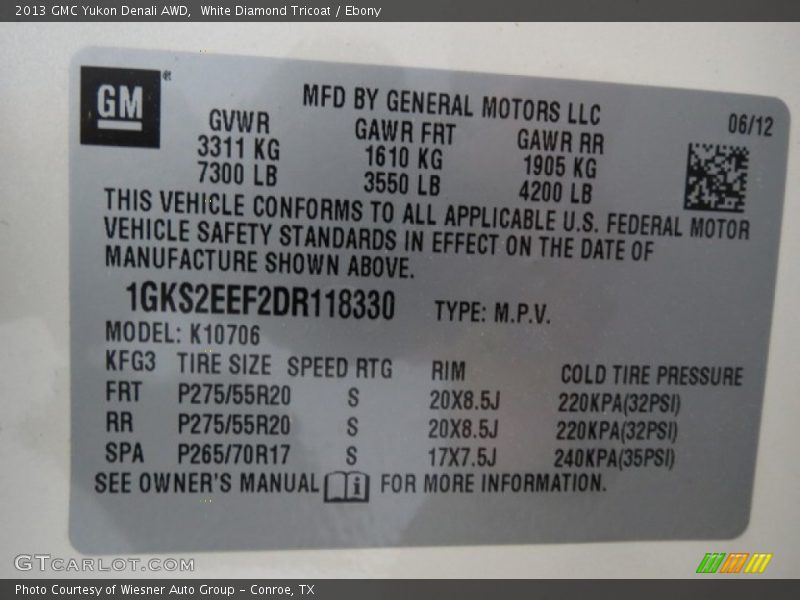 2013 GMC Yukon Denali AWD, White Diamond Tricoat / Ebony
GM
MFD BY GENERAL MOTORS LLC
06/12
GVWR GAWR FRT GAWR RR
3311 KG 1610 KG 1905 KG
7300 LB 3550 LB 4200 LB
THIS VEHICLE CONFORMS TO ALL APPLICABLE U.S. FEDERAL MOTOR
VEHICLE SAFETY STANDARDS IN EFFECT ON THE DATE OF
MANUFACTURE SHOWN ABOVE.
1GKS2EEF2DR118330 TYPE: M.P.V.
MODEL: K10706
KFG3 TIRE SIZE SPEED RTG RIM COLD TIRE PRESSURE
FRT P275/55R20 S 20X8.5J 220KPA(32PSI)
RR P275/55R20 S 20X8.5J 220KPA(32PSI)
SPA P265/70R17 S 17X7.5J 240KPA(35PSI)
SEE OWNER'S MANUAL i FOR MORE INFORMATION.
GTCARLOT.COM
Photo Courtesy of Wiesner Auto Group - Conroe, TX